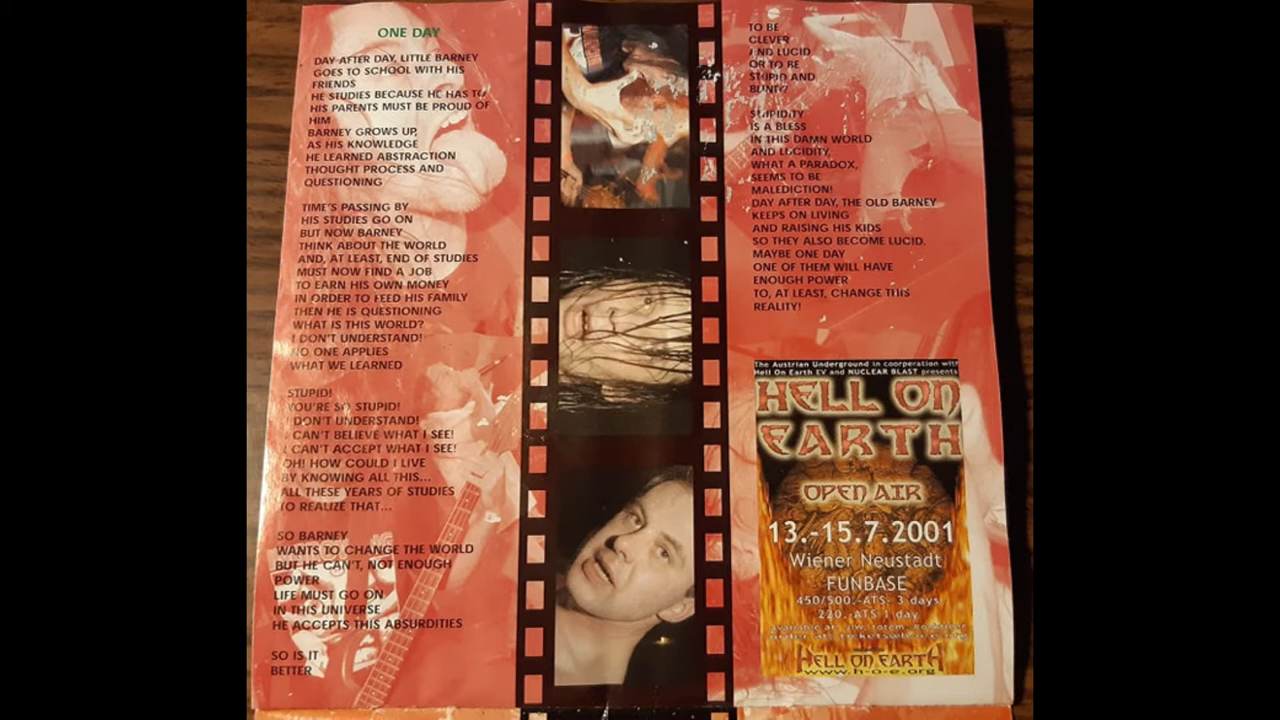 ONE DAY
DAY AFTER DAY, LITTLE BARNEY
GOES TO SCHOOL WITH HIS
FRIENDS
HE STUDIES BECAUSE HE HAS TO
HIS PARENTS MUST BE PROUD OF
HIM
BARNEY GROWS UP,
AS HIS KNOWLEDGE
HE LEARNED ABSTRACTION
THOUGHT PROCESS AND
QUESTIONING
TIME'S PASSING BY
HIS STUDIES GO ON
BUT NOW BARNEY
THINK ABOUT THE WORLD
AND, AT LEAST, END OF STUDIES
MUST NOW FIND A JOB
TO EARN HIS OWN MONEY
IN ORDER TO FEED HIS FAMILY
THEN HE IS QUESTIONING
WHAT IS THIS WORLD?
I DON'T UNDERSTAND!
NO ONE APPLIES
WHAT WE LEARNED
STUPID!
YOU'RE SO STUPID!
I DON'T UNDERSTAND!
I CAN'T BELIEVE WHAT I SEE!
I CAN'T ACCEPT WHAT I SEE!
OH! HOW COULD I LIVE
BY KNOWING ALL THIS...
ALL THESE YEARS OF STUDIES
TO REALIZE THAT...
SO BARNEY
WANTS TO CHANGE THE WORLD
BUT HE CAN'T, NOT ENOUGH
POWER
LIFE MUST GO ON
IN THIS UNIVERSE
HE ACCEPTS THIS ABSURDITIES
SO IS IT
BETTER
TO BE
CLEVER
AND LUCID
OR TO BE
STUPID AND
BLUNT?
STUPIDITY
IS A BLESS
IN THIS DAMN WORLD
AND LUCIDITY,
WHAT A PARADOX,
SEEMS TO BE
MALEDICTION!
DAY AFTER DAY, THE OLD BARNEY
KEEPS ON LIVING
AND RAISING HIS KIDS
SO THEY ALSO BECOME LUCID.
MAYBE ONE DAY
ONE OF THEM WILL HAVE
ENOUGH POWER
TO, AT LEAST, CHANGE THIS
REALITY!
The Austrian Underground in coorperation with
Hell On Earth EV and NUCLEAR BLAST presents
HELL ON
EARTH
OPEN AIR
13.-15.7.2001
Wiener Neustadt
FUNBASE
450/500.-ATS- 3 days
220.-ATS 1 day
HELL ON EARTH
www.h-o-e.org